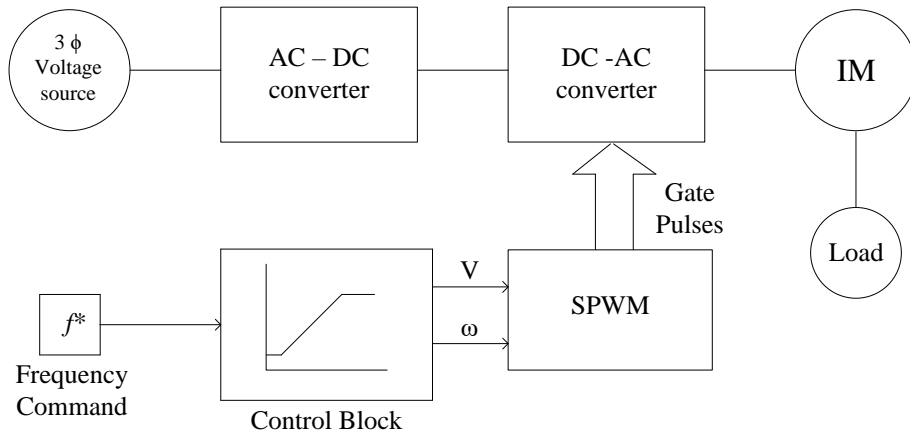 3 ϕ
Voltage
source
AC – DC
converter
DC -AC
converter
IM
Gate
Pulses
Load
V
ω
SPWM
f*
Frequency
Command
Control Block